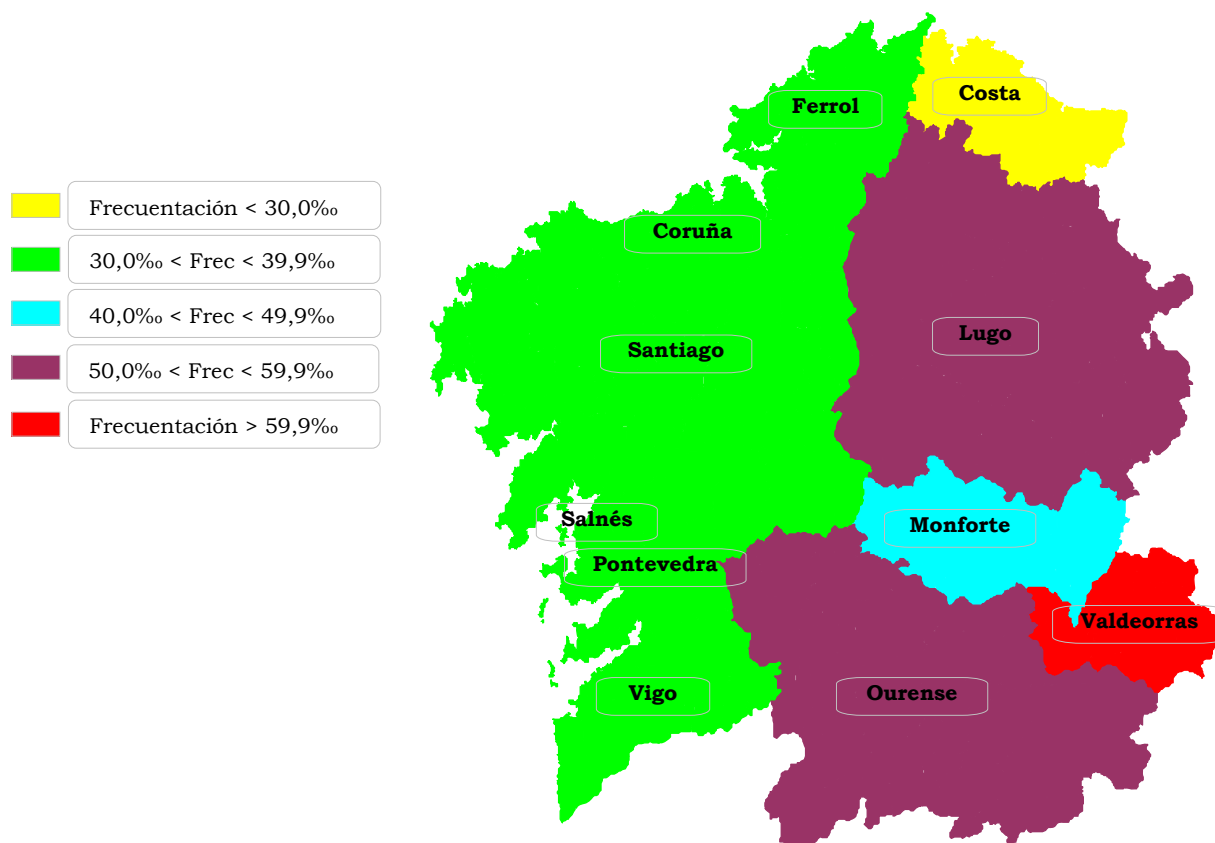 Costa
Ferrol
Frecuentación < 30,0‰
Coruña
30,0‰ < Frec < 39,9‰
40,0‰ < Frec < 49,9‰
Lugo
Santiago
50,0‰ < Frec < 59,9‰
Frecuentación > 59,9‰
Salnés
Monforte
Pontevedra
Valdeorras
Vigo
Ourense